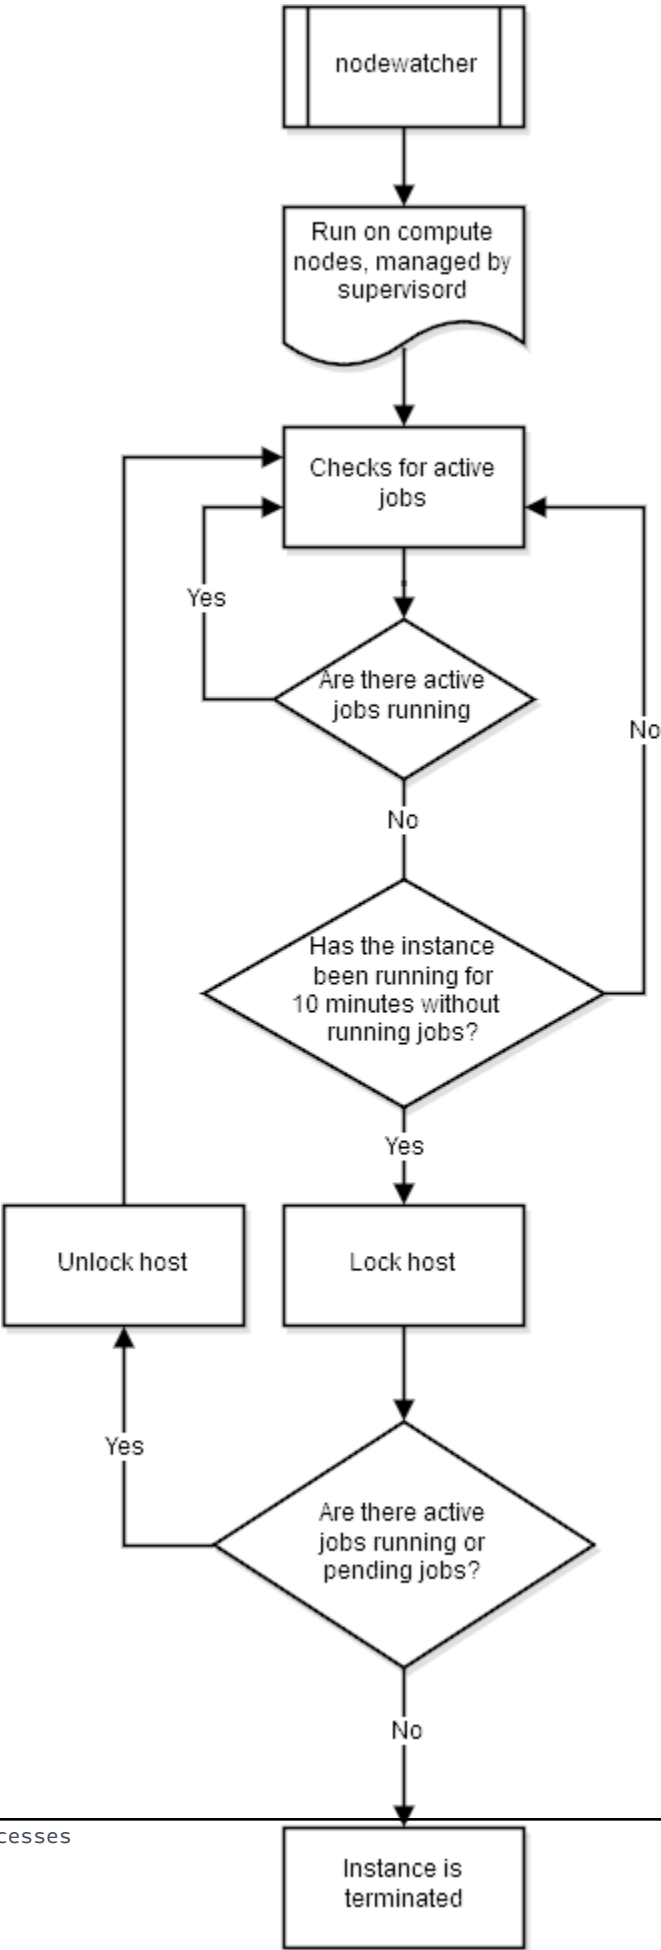 nodewatcher
Run on compute
nodes, managed by
supervisord
Checks for active
jobs
Yes
Are there active
jobs running
No
No
Has the instance
been running for
10 minutes without
running jobs?
Yes
Unlock host
Lock host
Yes
Are there active
jobs running or
pending jobs?
No
cesses
Instance is
terminated